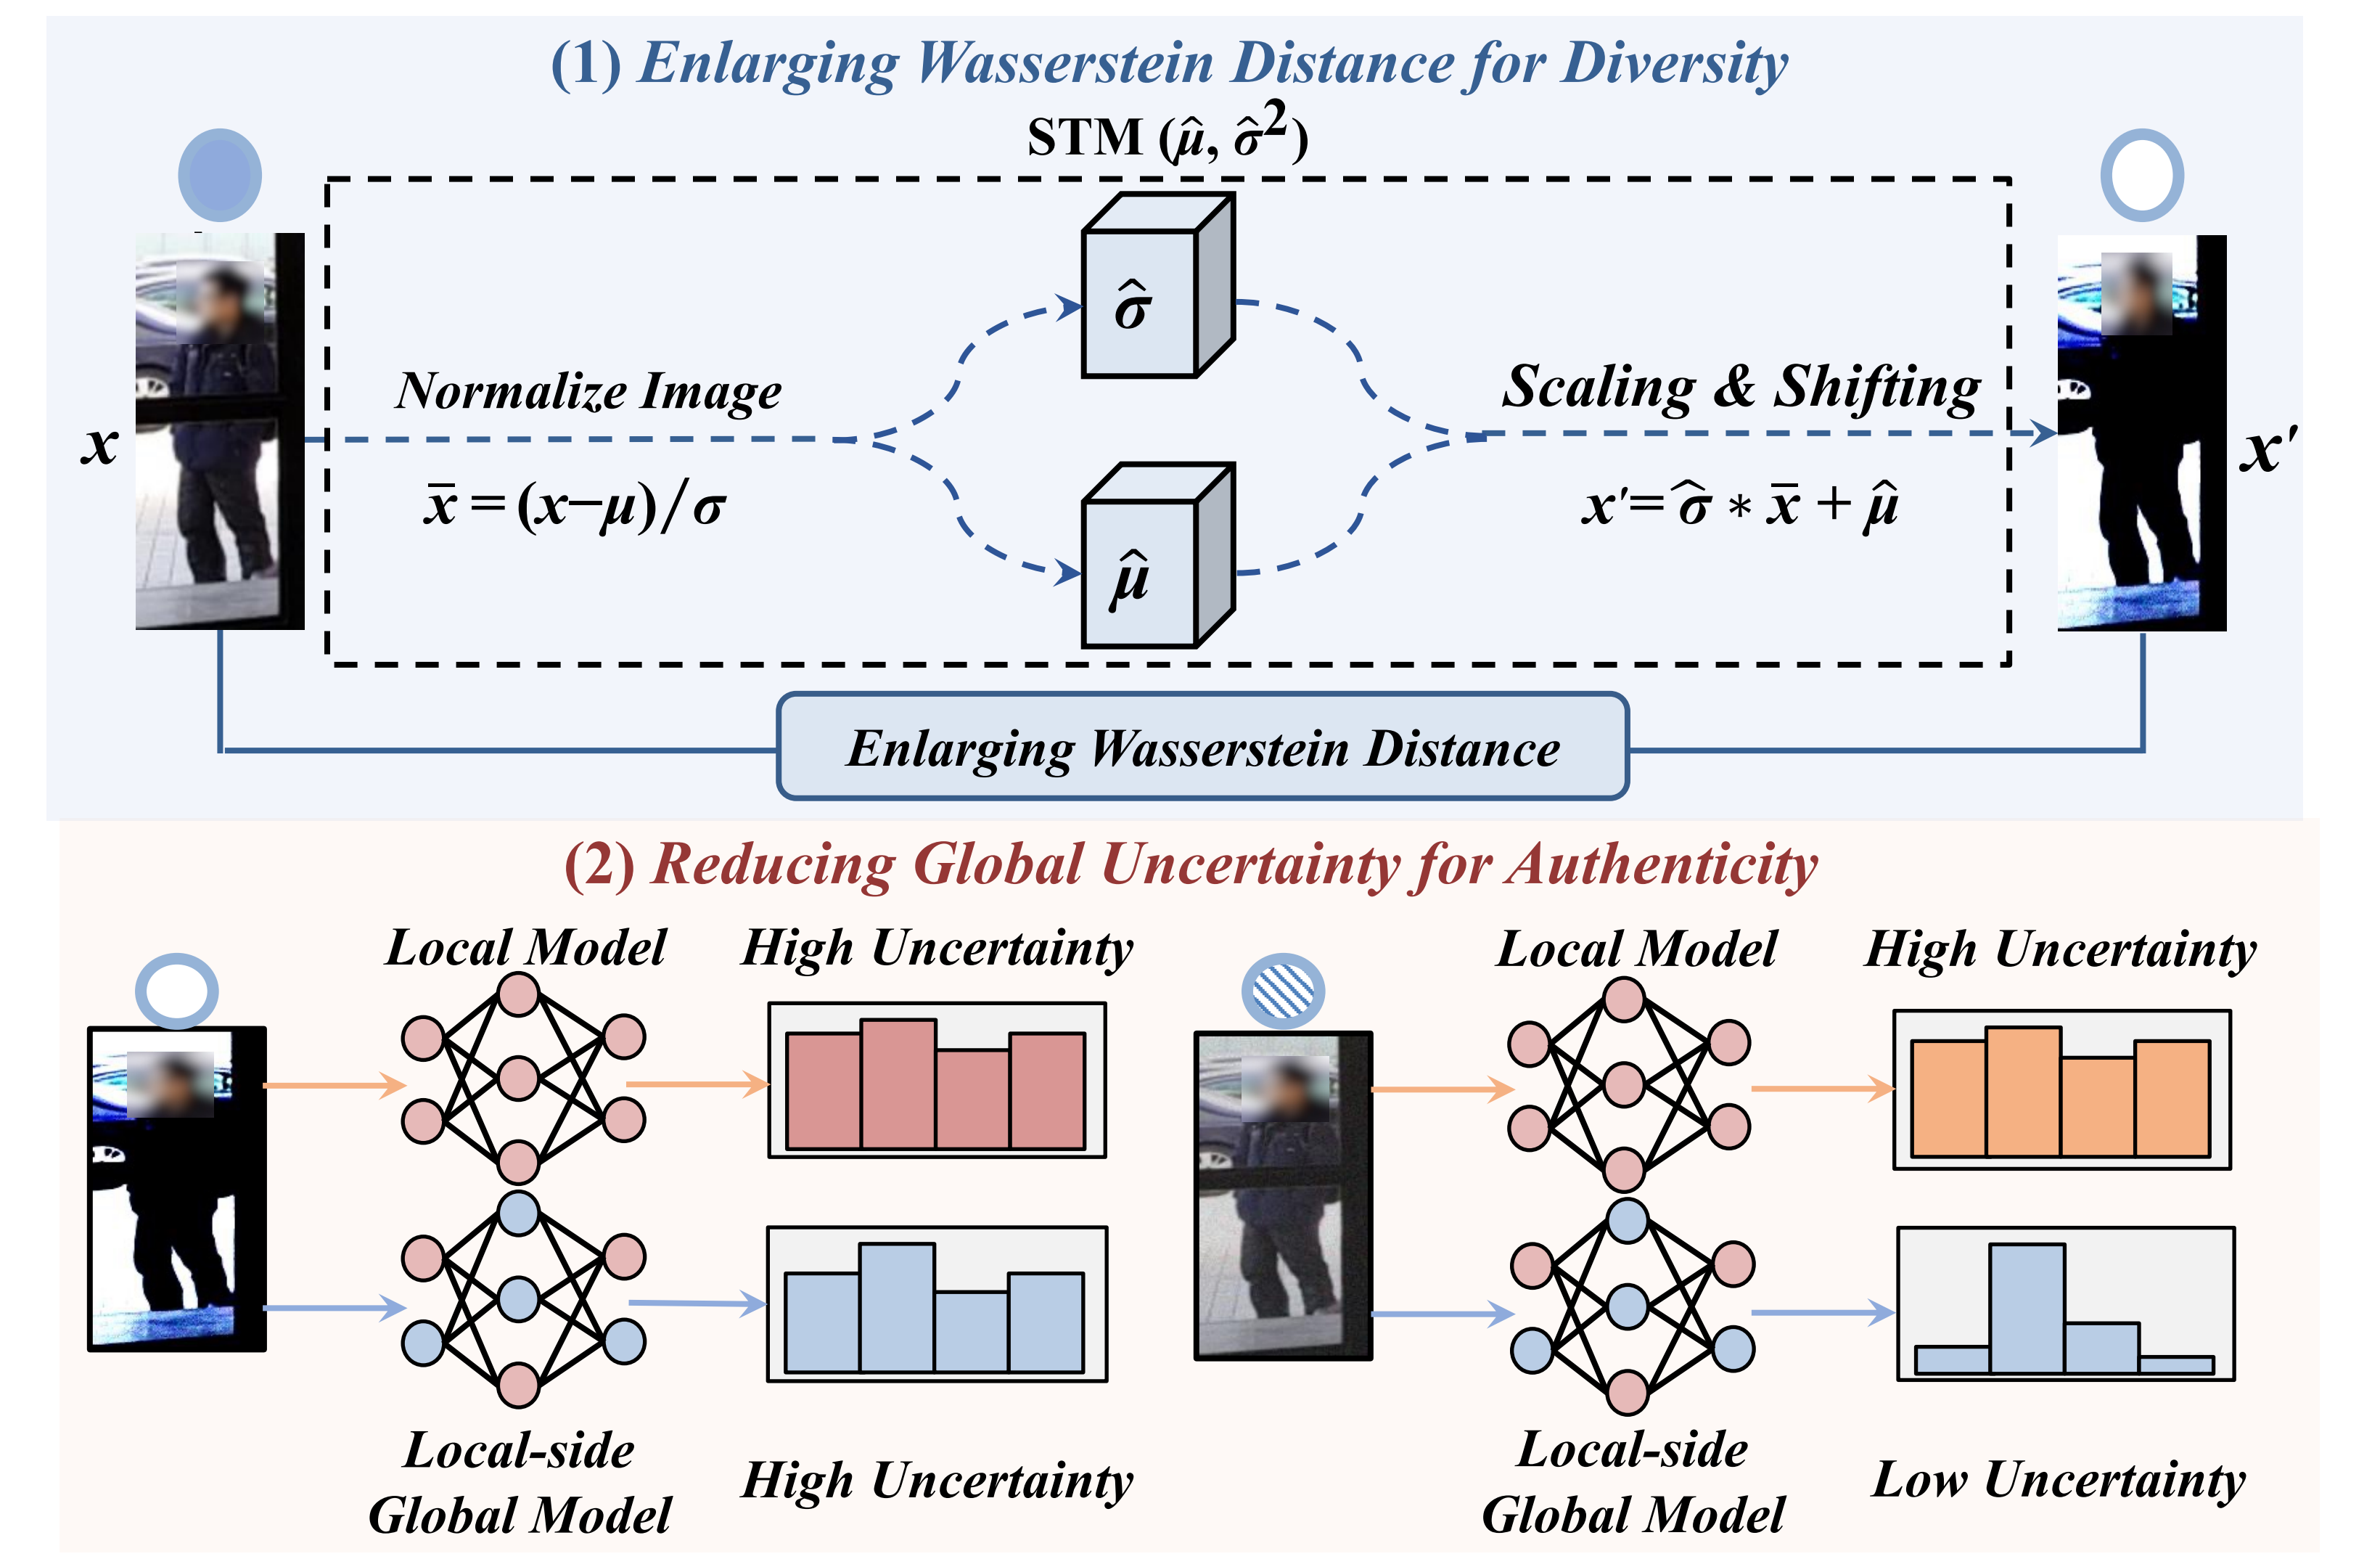 (1) Enlarging Wasserstein Distance for Diversity
STM (μ̂, σ̂²)
σ̂
Normalize Image
Scaling & Shifting
x
x'
x̄ = (x−μ)/σ
x'= σ̂ * x̄ + μ̂
μ̂
Enlarging Wasserstein Distance
(2) Reducing Global Uncertainty for Authenticity
Local Model
High Uncertainty
Local Model
High Uncertainty
Local-side
Global Model
High Uncertainty
Local-side
Global Model
Low Uncertainty